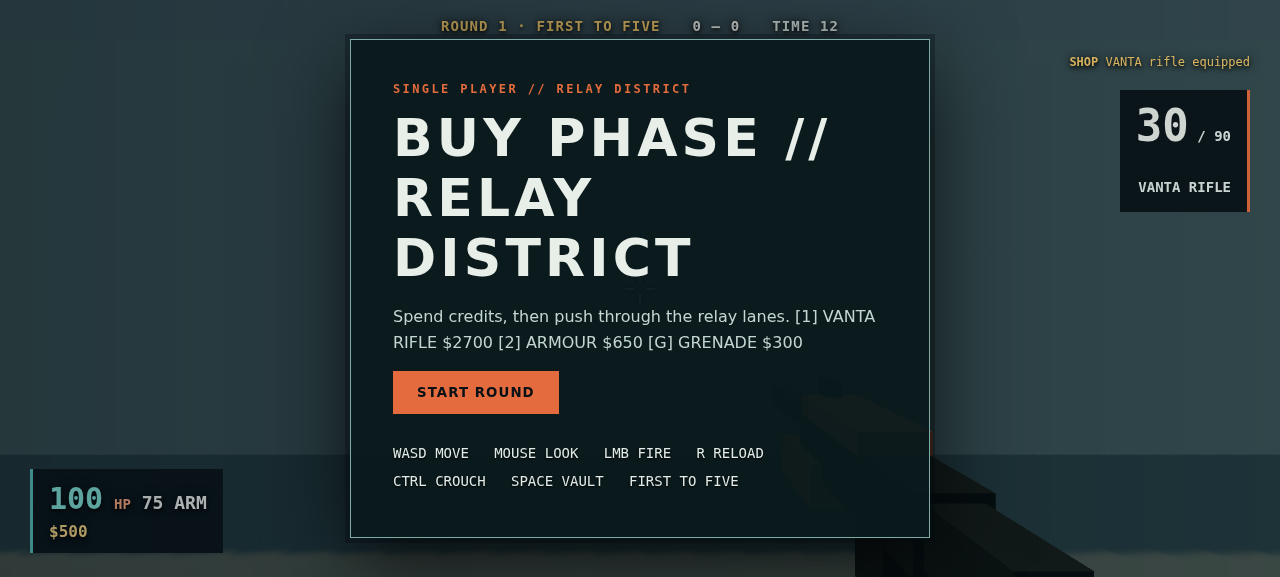 ROUND 1 · FIRST TO FIVE 0 — 0 TIME 12
SHOP VANTA rifle equipped
30 / 90
VANTA RIFLE
SINGLE PLAYER // RELAY DISTRICT
BUY PHASE //
RELAY
DISTRICT
Spend credits, then push through the relay lanes. [1] VANTA
RIFLE $2700 [2] ARMOUR $650 [G] GRENADE $300
START ROUND
WASD MOVE MOUSE LOOK LMB FIRE R RELOAD
CTRL CROUCH SPACE VAULT FIRST TO FIVE
100 HP 75 ARM
$500